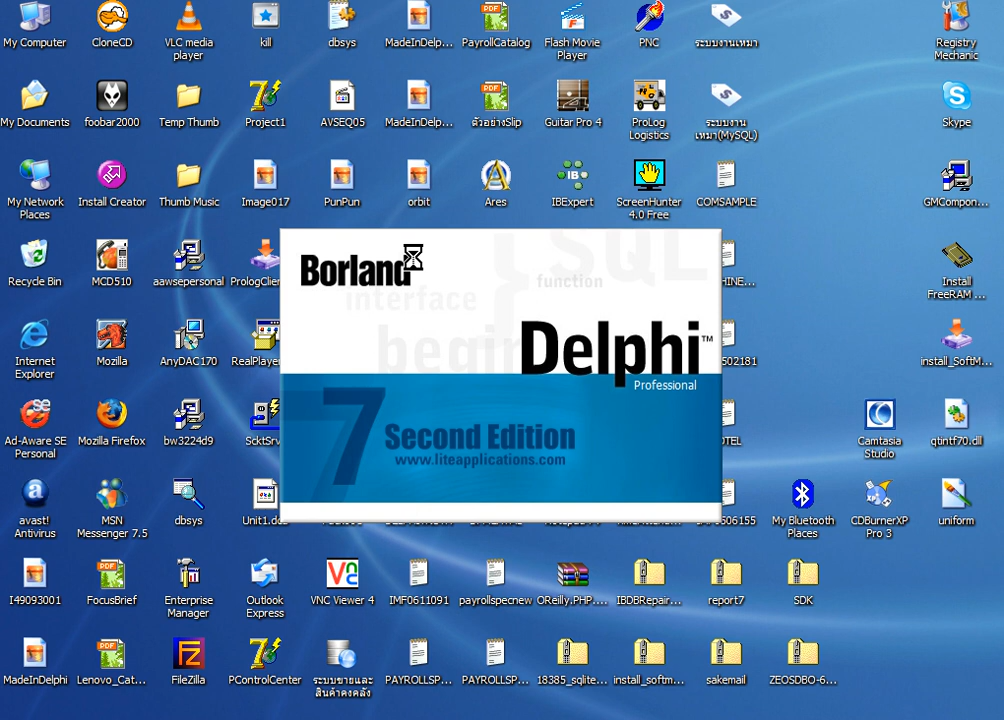 My Computer
CloneCD
VLC media
player
kill
dbsys
MadeInDelp...
PayrollCatalog
Flash Movie
Player
PNC
ระบบงานเหมา
Registry
Mechanic
My Documents
foobar2000
Temp Thumb
Project1
AVSEQ05
MadeInDelp...
ตัวอย่างSlip
Guitar Pro 4
ProLog
Logistics
ระบบงาน
เหมา(MySQL)
Skype
My Network
Places
Install Creator
Thumb Music
Image017
PunPun
orbit
Ares
IBExpert
ScreenHunter
4.0 Free
COMSAMPLE
GMCompon...
Recycle Bin
MCD510
aawsepersonal
PrologClien
HINE...
Install
FreeRAM ...
Borland
SQL
function
interface
begin
Delphi™
Professional
7
Second Edition
www.liteapplications.com
Internet
Explorer
Mozilla
AnyDAC170
RealPlayer
502181
install_SoftM...
Ad-Aware SE
Personal
Mozilla Firefox
bw3224d9
ScktSrv
OTEL
Camtasia
Studio
qtintf70.dll
avast!
Antivirus
MSN
Messenger 7.5
dbsys
Unit1.dcu
606155
My Bluetooth
Places
CDBurnerXP
Pro 3
uniform
I49093001
FocusBrief
Enterprise
Manager
Outlook
Express
VNC Viewer 4
IMF0611091
payrollspecnew
OReilly.PHP....
IBDBRepair...
report7
SDK
MadeInDelphi
Lenovo_Cat...
FileZilla
PControlCenter
ระบบขายและ
สินค้าคงคลัง
PAYROLLSP...
PAYROLLSP...
18385_sqlite...
install_softm...
sakemail
ZEOSDBO-6...